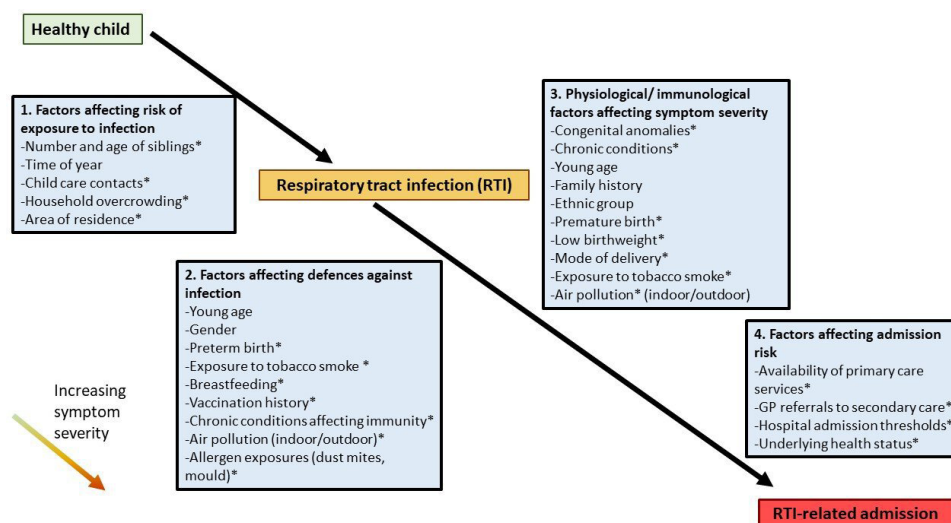 Healthy child
1. Factors affecting risk of
exposure to infection
-Number and age of siblings*
-Time of year
-Child care contacts*
-Household overcrowding*
-Area of residence*
Respiratory tract infection (RTI)
3. Physiological/ immunological
factors affecting symptom severity
-Congenital anomalies*
-Chronic conditions*
-Young age
-Family history
-Ethnic group
-Premature birth*
-Low birthweight*
-Mode of delivery*
-Exposure to tobacco smoke*
-Air pollution* (indoor/outdoor)
2. Factors affecting defences against
infection
-Young age
-Gender
-Preterm birth*
-Exposure to tobacco smoke *
-Breastfeeding*
-Vaccination history*
-Chronic conditions affecting immunity*
-Air pollution (indoor/outdoor)*
-Allergen exposures (dust mites,
mould)*
4. Factors affecting admission
risk
-Availability of primary care
services*
-GP referrals to secondary care*
-Hospital admission thresholds*
-Underlying health status*
Increasing
symptom
severity
RTI-related admission